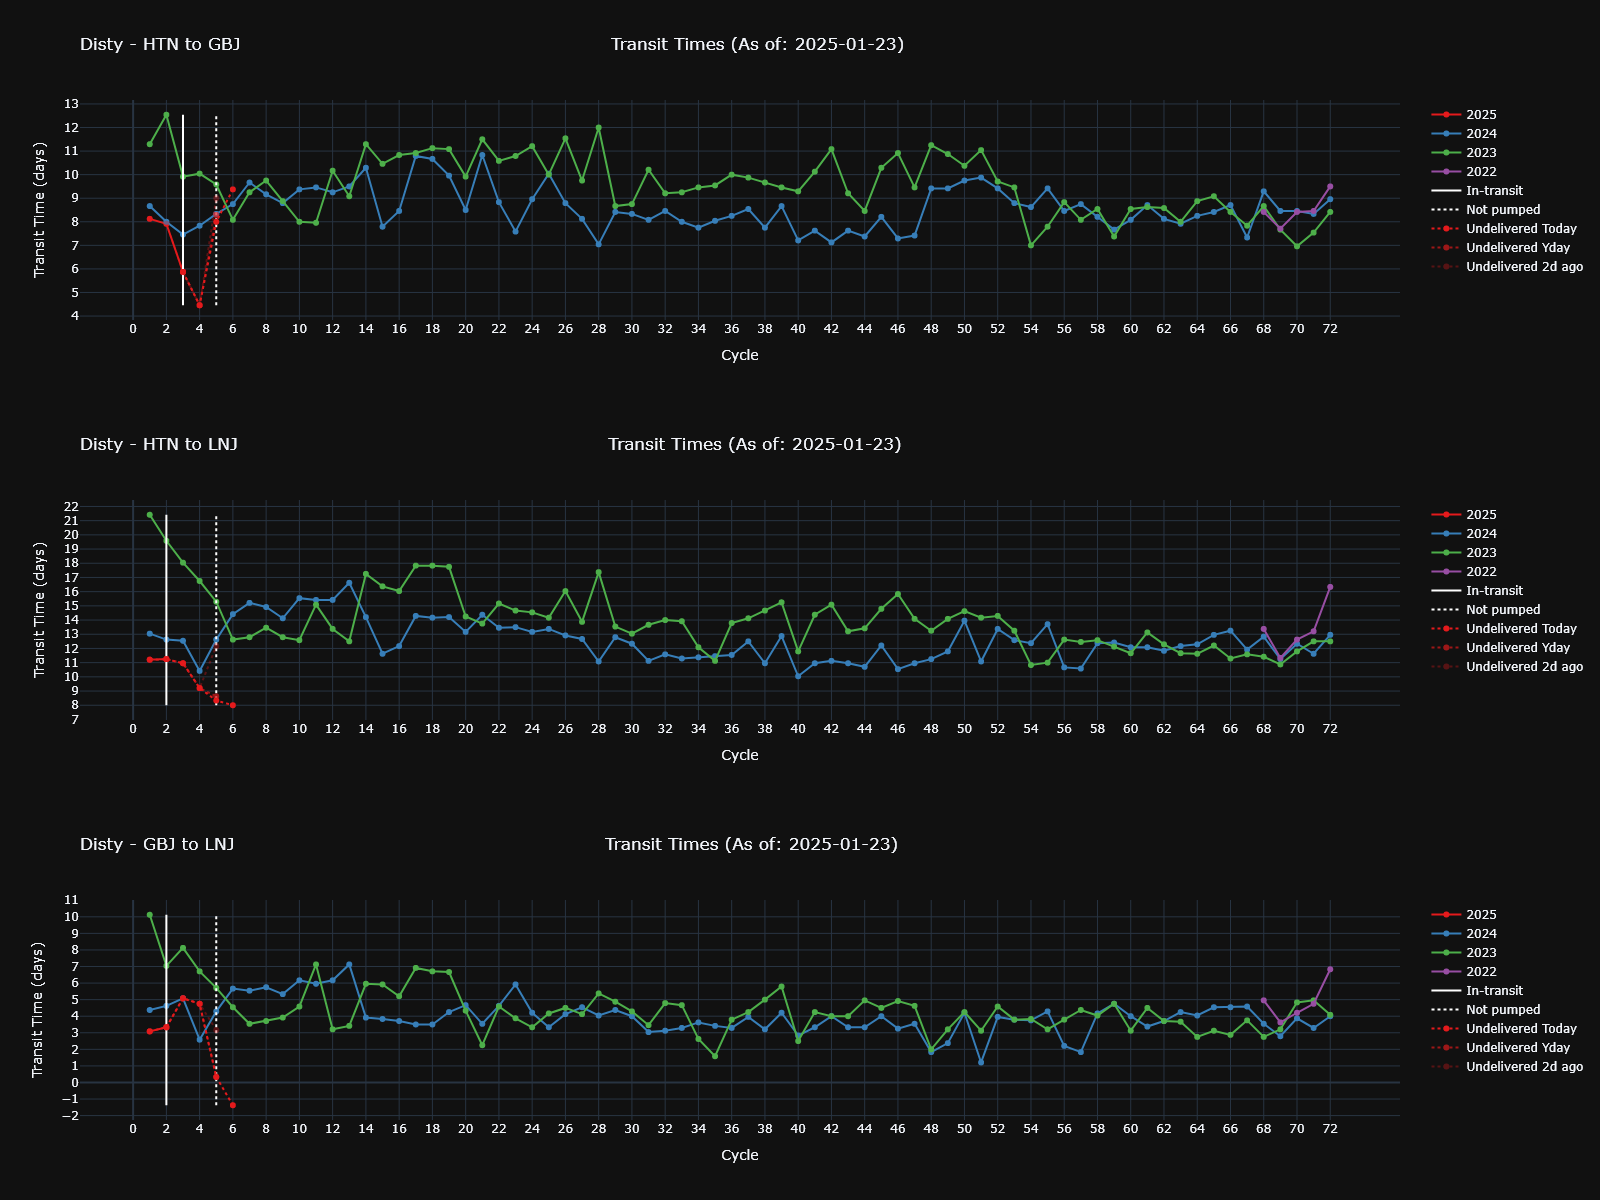 Disty - HTN to GBJ
Transit Times (As of: 2025-01-23)
Transit Time (days)
13
12
11
10
9
8
7
6
5
4
0 2 4 6 8 10 12 14 16 18 20 22 24 26 28 30 32 34 36 38 40 42 44 46 48 50 52 54 56 58 60 62 64 66 68 70 72
Cycle
2025
2024
2023
2022
In-transit
Not pumped
Undelivered Today
Undelivered Yday
Undelivered 2d ago
Disty - HTN to LNJ
Transit Times (As of: 2025-01-23)
Transit Time (days)
22
21
20
19
18
17
16
15
14
13
12
11
10
9
8
7
0 2 4 6 8 10 12 14 16 18 20 22 24 26 28 30 32 34 36 38 40 42 44 46 48 50 52 54 56 58 60 62 64 66 68 70 72
Cycle
2025
2024
2023
2022
In-transit
Not pumped
Undelivered Today
Undelivered Yday
Undelivered 2d ago
Disty - GBJ to LNJ
Transit Times (As of: 2025-01-23)
Transit Time (days)
11
10
9
8
7
6
5
4
3
2
1
0
−1
−2
0 2 4 6 8 10 12 14 16 18 20 22 24 26 28 30 32 34 36 38 40 42 44 46 48 50 52 54 56 58 60 62 64 66 68 70 72
Cycle
2025
2024
2023
2022
In-transit
Not pumped
Undelivered Today
Undelivered Yday
Undelivered 2d ago